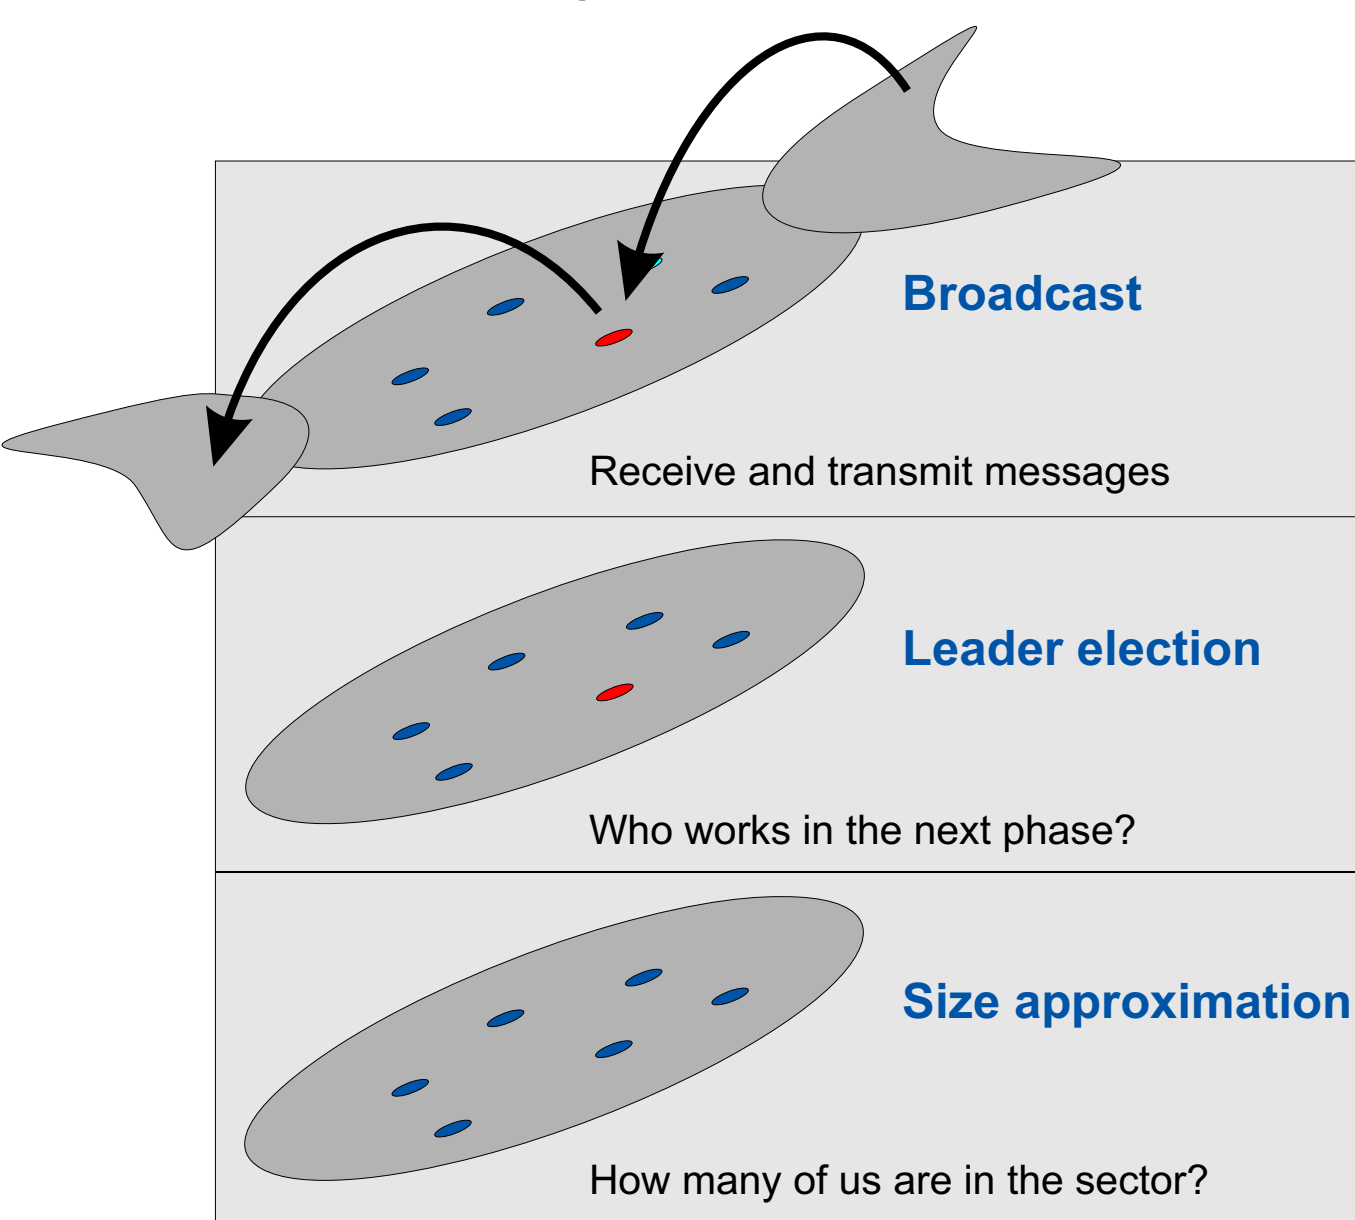 Broadcast
Receive and transmit messages
Leader election
Who works in the next phase?
Size approximation
How many of us are in the sector?